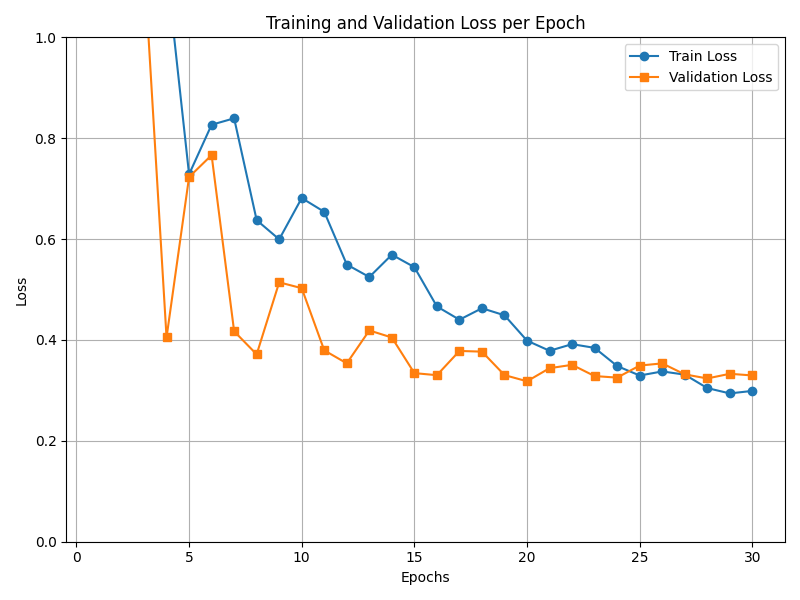 Training and Validation Loss per Epoch
Train Loss
Validation Loss
Loss
1.0
0.8
0.6
0.4
0.2
0.0
0 5 10 15 20 25 30
Epochs